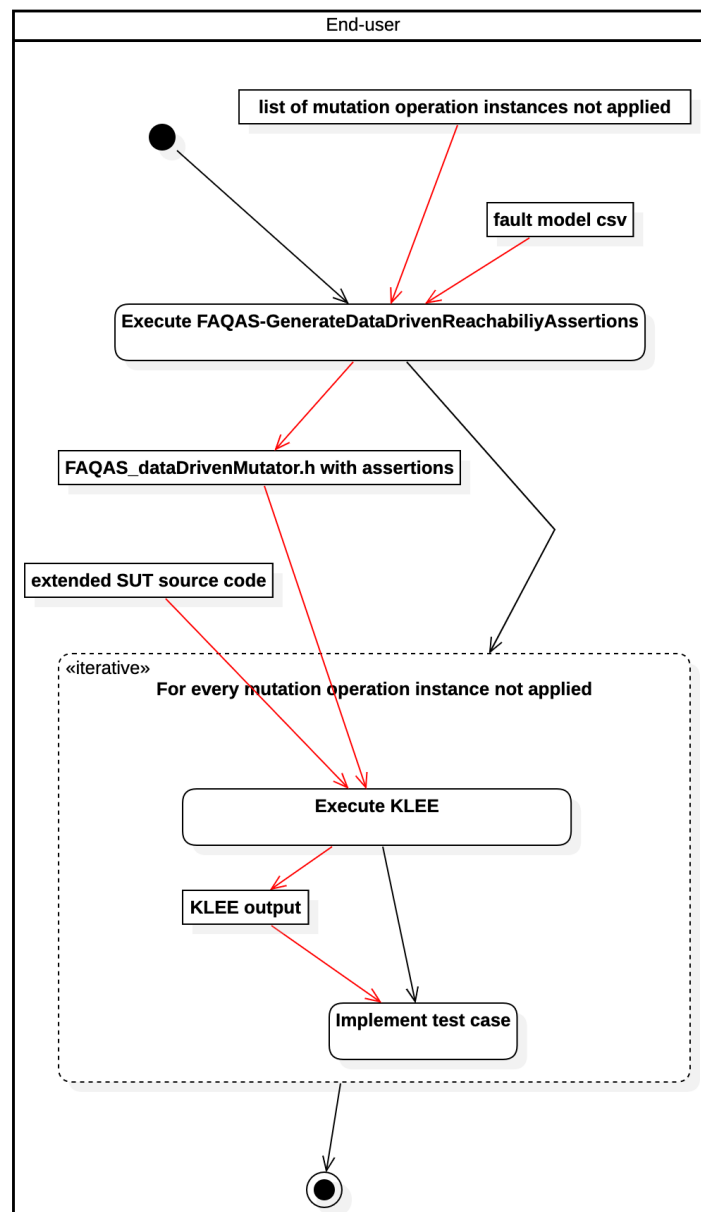 End-user
list of mutation operation instances not applied
fault model csv
Execute FAQAS-GenerateDataDrivenReachabiliyAssertions
FAQAS_dataDrivenMutator.h with assertions
extended SUT source code
«iterative»
For every mutation operation instance not applied
Execute KLEE
KLEE output
Implement test case